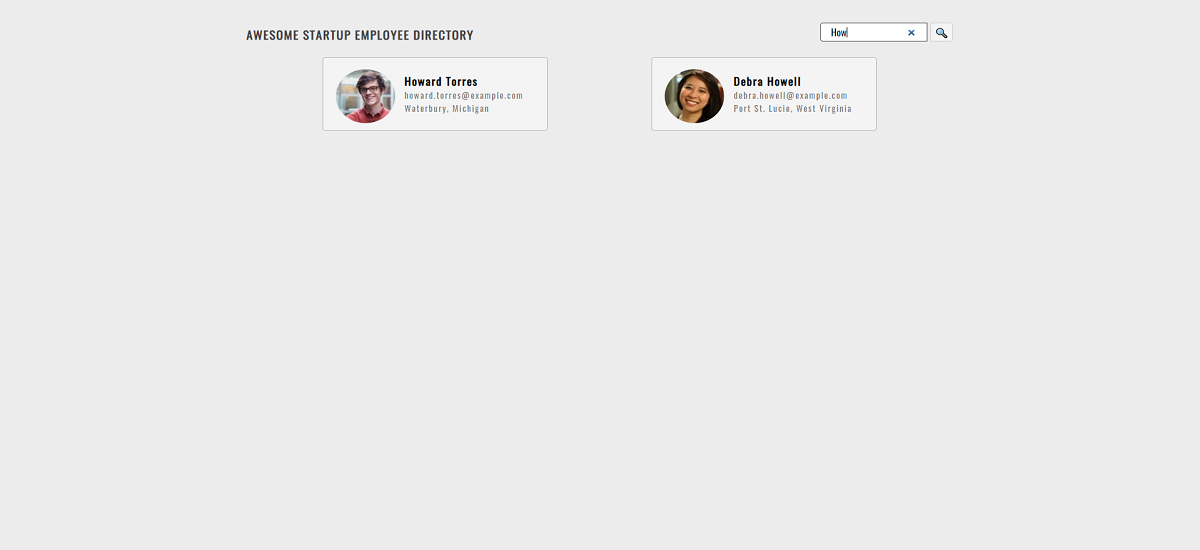 AWESOME STARTUP EMPLOYEE DIRECTORY
How
Howard Torres
howard.torres@example.com
Waterbury, Michigan
Debra Howell
debra.howell@example.com
Port St. Lucie, West Virginia